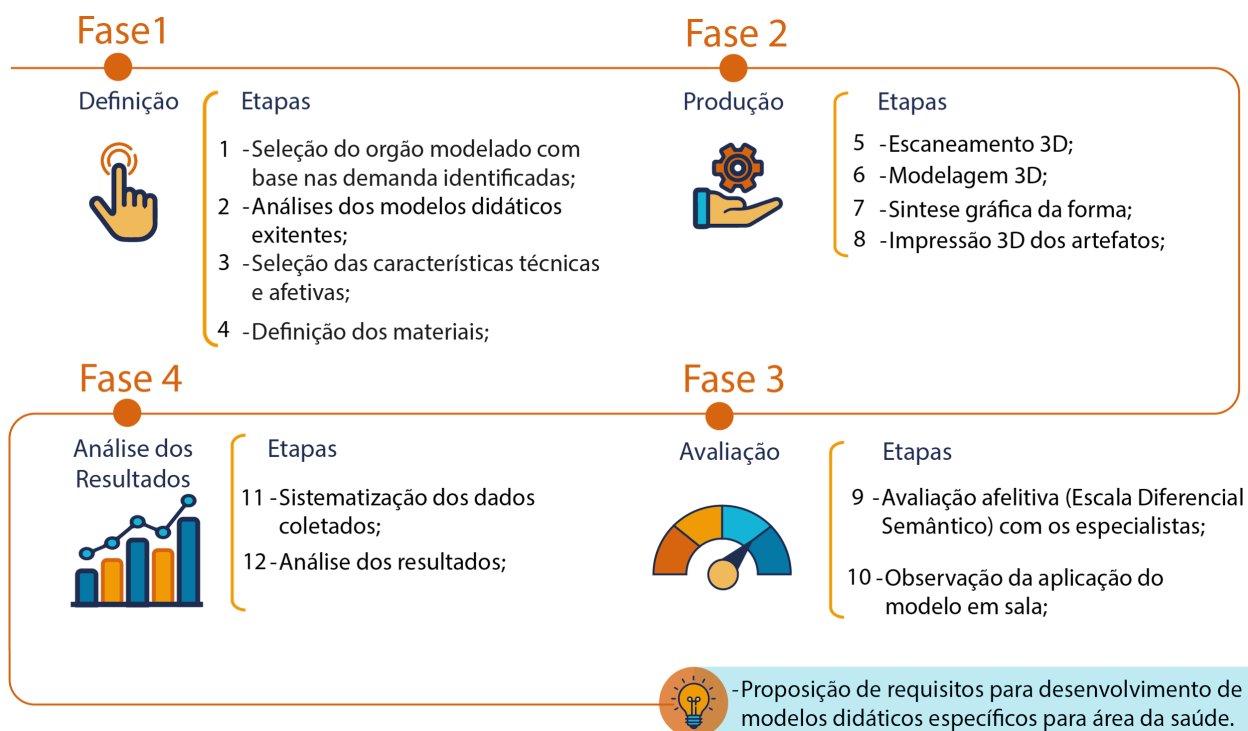 Fase1
Definição
Etapas
1 -Seleção do orgão modelado com
base nas demanda identificadas;
2 -Análises dos modelos didáticos
exitentes;
3 -Seleção das características técnicas
e afetivas;
4 -Definição dos materiais;
Fase 2
Produção
Etapas
5 -Escaneamento 3D;
6 -Modelagem 3D;
7 -Sintese gráfica da forma;
8 -Impressão 3D dos artefatos;
Fase 3
Avaliação
Etapas
9 -Avaliação afelitiva (Escala Diferencial
Semântico) com os especialistas;
10 -Observação da aplicação do
modelo em sala;
Fase 4
Análise dos
Resultados
Etapas
11 -Sistematização dos dados
coletados;
12 -Análise dos resultados;
-Proposição de requisitos para desenvolvimento de
modelos didáticos específicos para área da saúde.